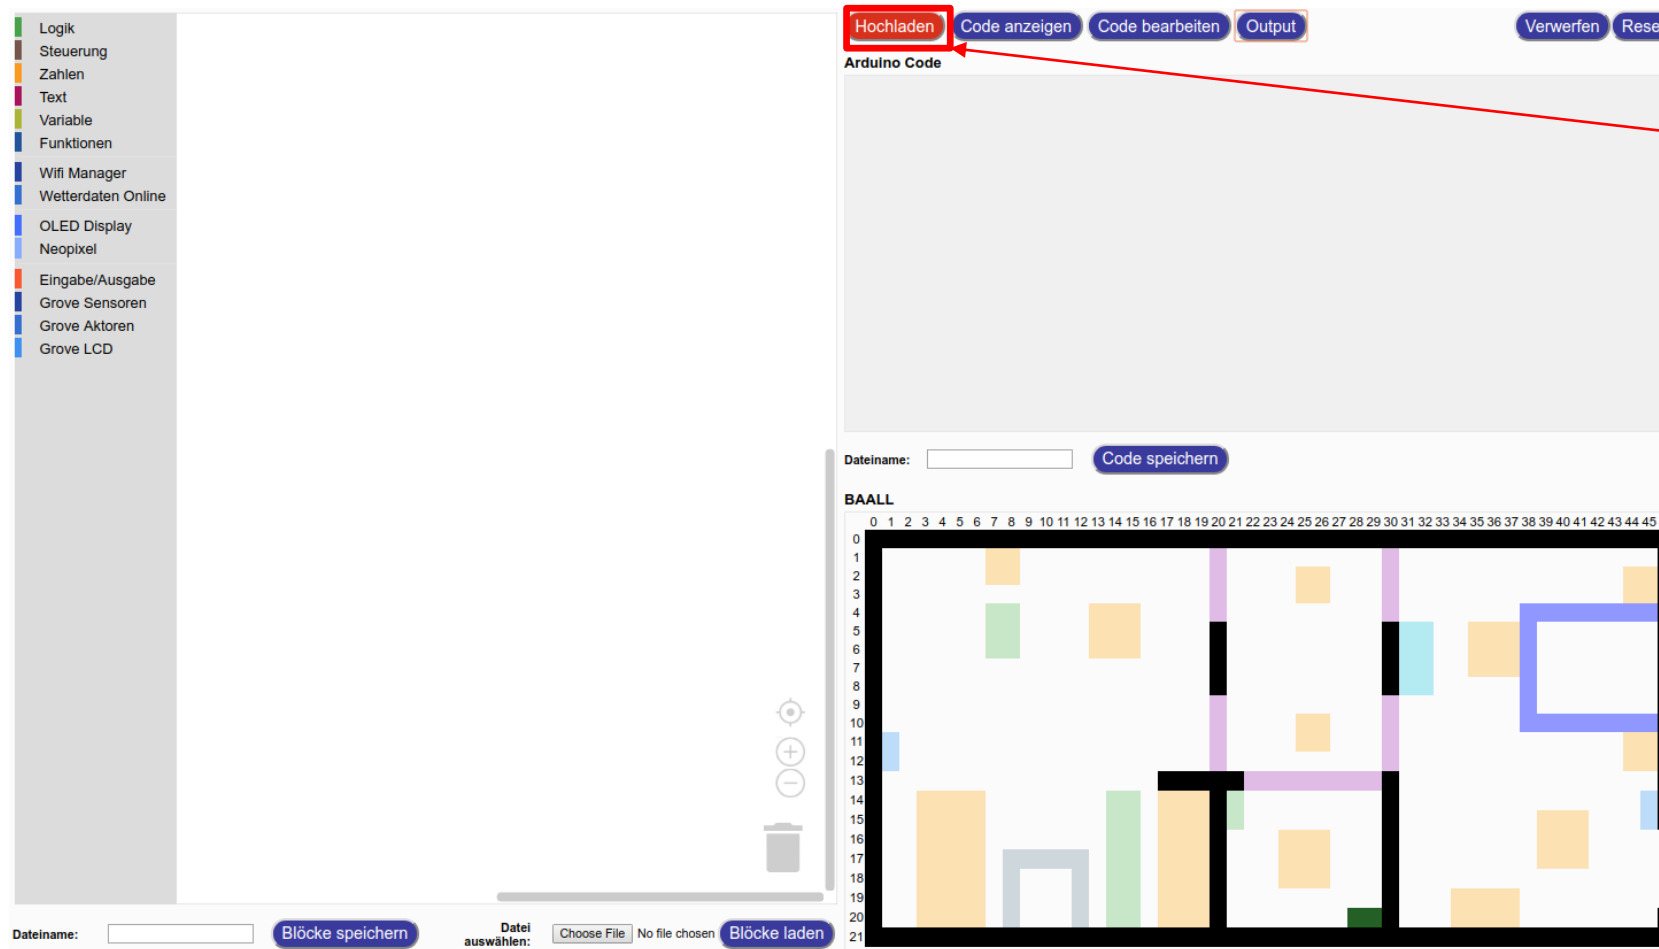 Logik
Steuerung
Zahlen
Text
Variable
Funktionen
Wifi Manager
Wetterdaten Online
OLED Display
Neopixel
Eingabe/Ausgabe
Grove Sensoren
Grove Aktoren
Grove LCD
Dateiname:
Blöcke speichern
Datei
auswählen:
Choose File No file chosen
Blöcke laden
Hochladen Code anzeigen Code bearbeiten Output Verwerfen Rese
Arduino Code
Dateiname:
Code speichern
BAALL
0 1 2 3 4 5 6 7 8 9 10 11 12 13 14 15 16 17 18 19 20 21 22 23 24 25 26 27 28 29 30 31 32 33 34 35 36 37 38 39 40 41 42 43 44 45
0
1
2
3
4
5
6
7
8
9
10
11
12
13
14
15
16
17
18
19
20
21